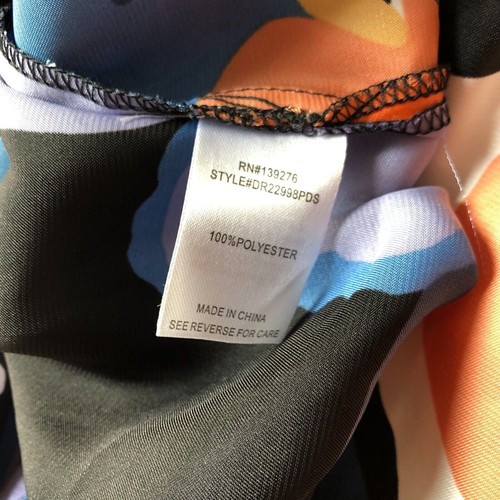 RN#139276
STYLE#DR22998PDS
100%POLYESTER
MADE IN CHINA
SEE REVERSE FOR CARE